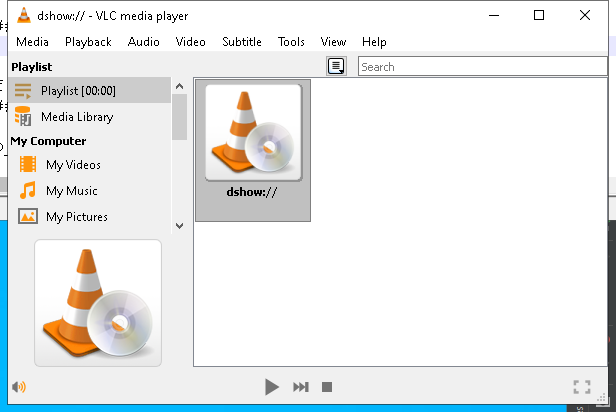 dshow:// - VLC media player
Media Playback Audio Video Subtitle Tools View Help
Playlist
Search
Playlist [00:00]
Media Library
My Computer
My Videos
My Music
My Pictures
dshow://